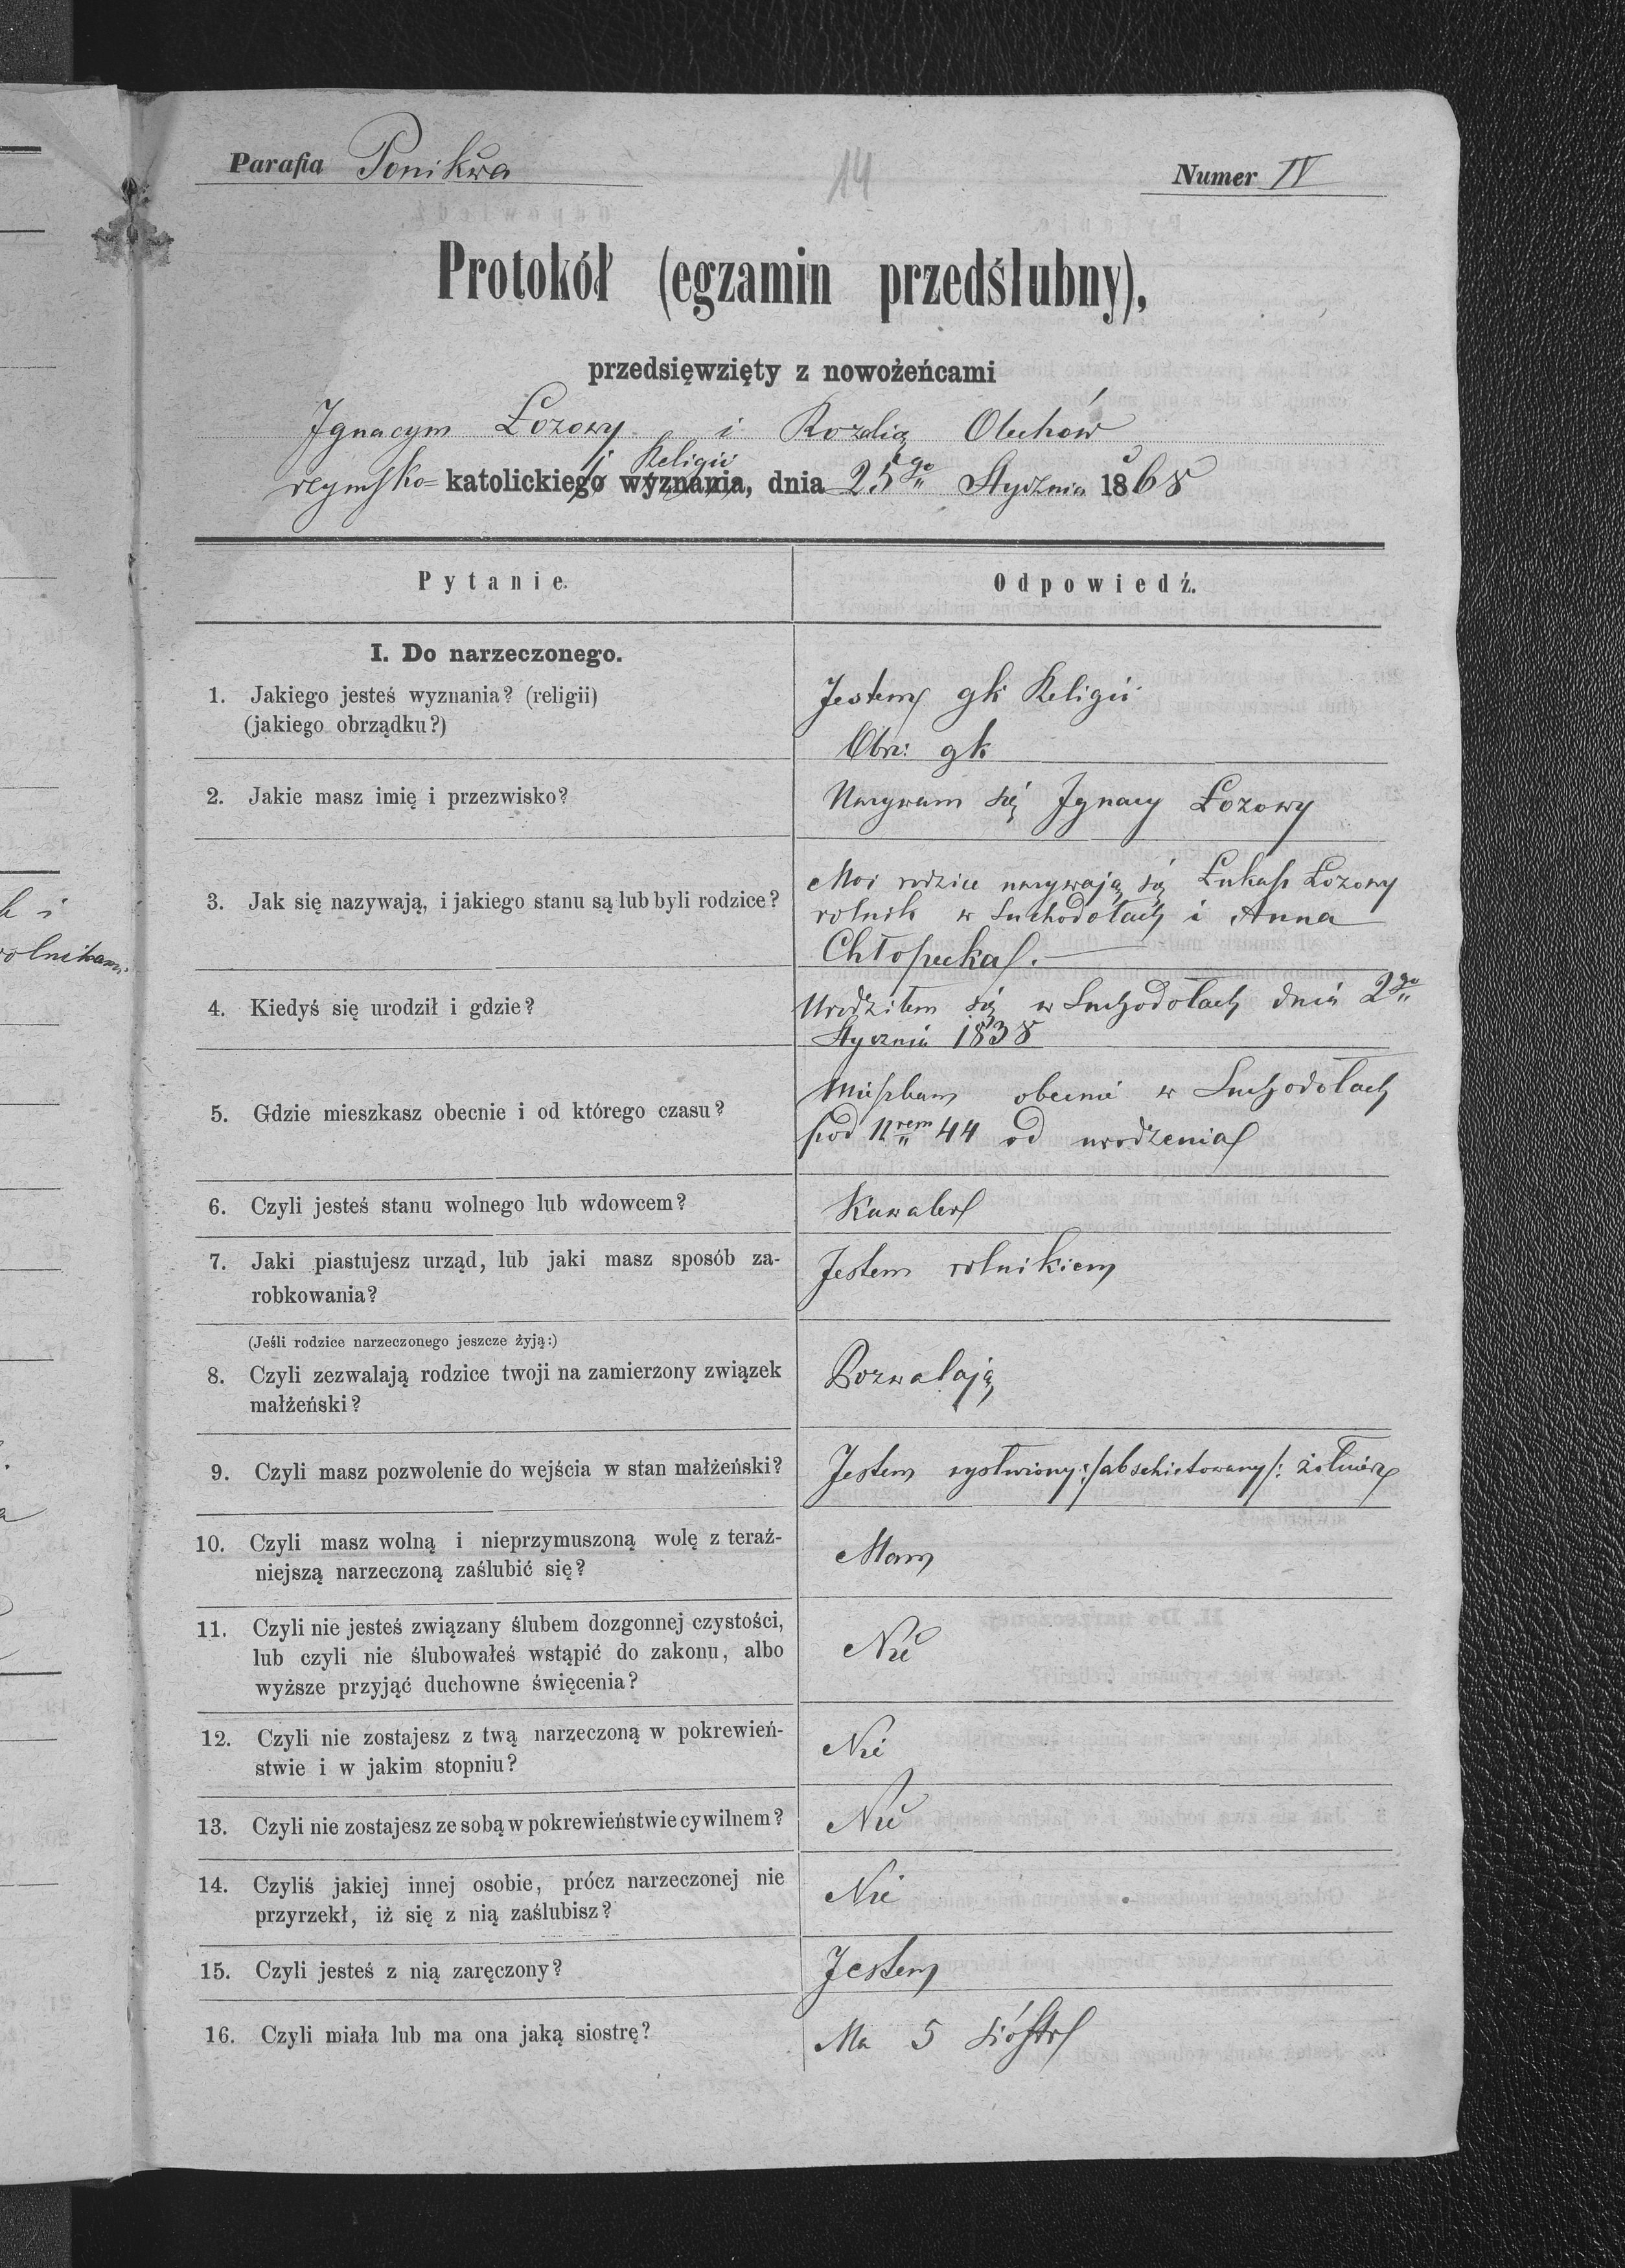 Parafia Ponikwa
14
Numer IV
Protokół (egzamin przedślubny),
przedsięwzięty z nowożeńcami
Ignacym Łozowy i Rozalią Oluchów
rzymsko= katolickiego wyznania, dnia 25go Stycznia 1868
j Religii
Pytanie.
Odpowiedź.
I. Do narzeczonego.
1. Jakiego jesteś wyznania? (religii)
(jakiego obrządku?)
Jestem gk Religii
Obrz: gk
2. Jakie masz imię i przezwisko?
Nazywam się Ignacy Łozowy
3. Jak się nazywają, i jakiego stanu są lub byli rodzice?
Moi rodzice nazywają się Łukasz Łozowy
rolnik w Suchodołach i Anna
Chłopecka.
4. Kiedyś się urodził i gdzie?
Urodziłem się w Suchodołach dnia 2go
Stycznia 1838
5. Gdzie mieszkasz obecnie i od którego czasu?
Mieszkam obecnie w Suchodołach
pod Nrem 44 od urodzenia
6. Czyli jesteś stanu wolnego lub wdowcem?
Kawaler
7. Jaki piastujesz urząd, lub jaki masz sposób za-
robkowania?
Jestem rolnikiem
(Jeśli rodzice narzeczonego jeszcze żyją:)
8. Czyli zezwalają rodzice twoji na zamierzony związek
małżeński?
Pozwalają
9. Czyli masz pozwolenie do wejścia w stan małżeński?
Jestem wysłużony :/abschietowany/: żołnierz
10. Czyli masz wolną i nieprzymuszoną wolę z teraź-
niejszą narzeczoną zaślubić się?
Mam
11. Czyli nie jesteś związany ślubem dozgonnej czystości,
lub czyli nie ślubowałeś wstąpić do zakonu, albo
wyższe przyjąć duchowne święcenia?
Nie
12. Czyli nie zostajesz z twą narzeczoną w pokrewień-
stwie i w jakim stopniu?
Nie
13. Czyli nie zostajesz ze sobą w pokrewieństwie cywilnem?
Nie
14. Czyliś jakiej innej osobie, prócz narzeczonej nie
przyrzekł, iż się z nią zaślubisz?
Nie
15. Czyli jesteś z nią zaręczony?
Jestem
16. Czyli miała lub ma ona jaką siostrę?
Ma 5 sióstr